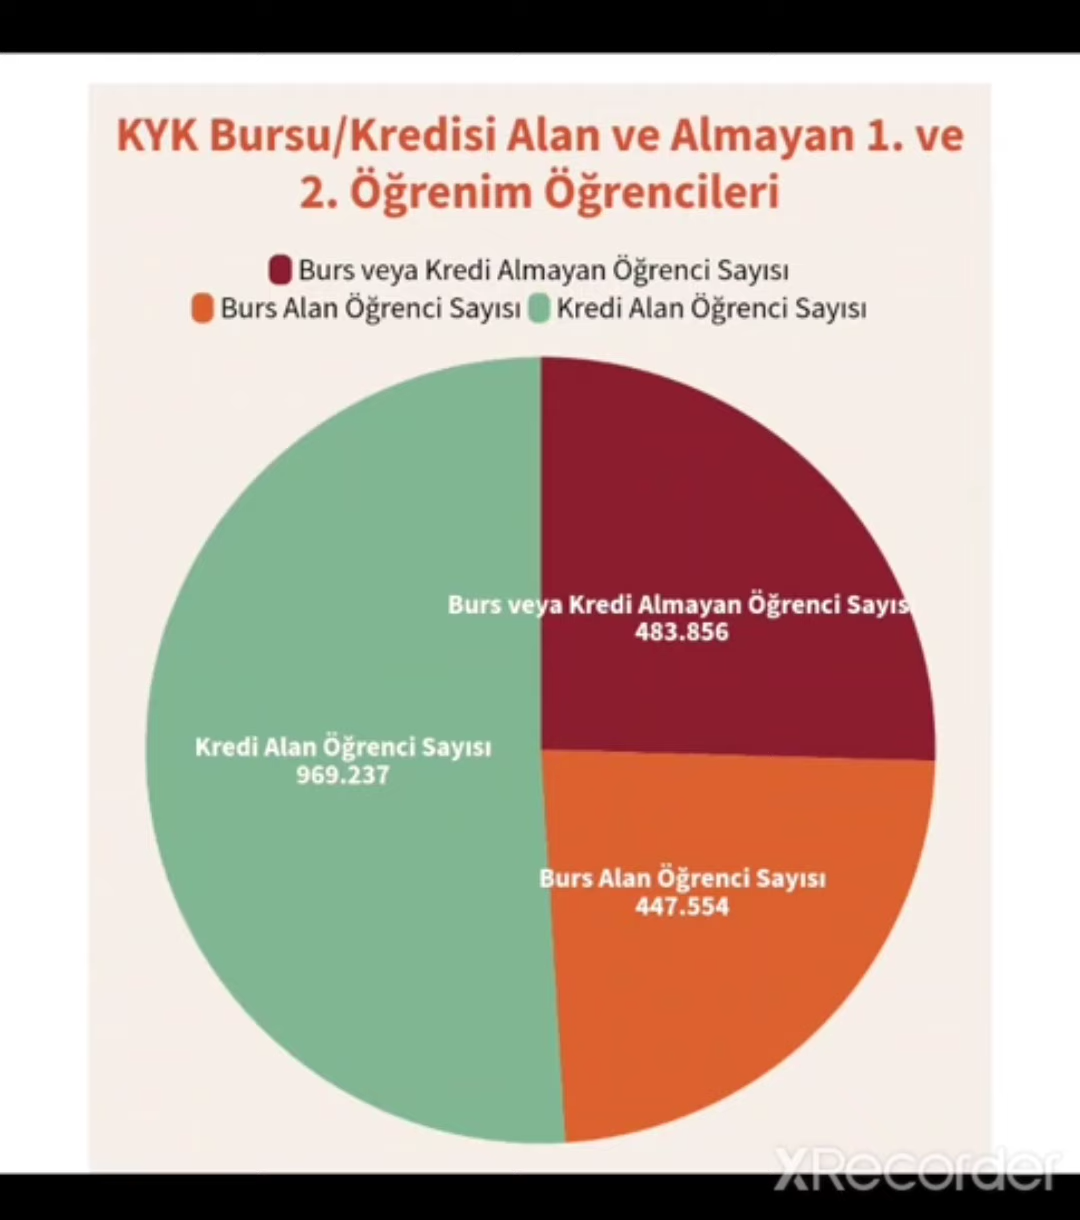 KYK Bursu/Kredisi Alan ve Almayan 1. ve
2. Öğrenim Öğrencileri
Burs veya Kredi Almayan Öğrenci Sayısı
Burs Alan Öğrenci Sayısı Kredi Alan Öğrenci Sayısı
Burs veya Kredi Almayan Öğrenci Sayıs
483.856
Kredi Alan Öğrenci Sayısı
969.237
Burs Alan Öğrenci Sayısı
447.554
XRecorder